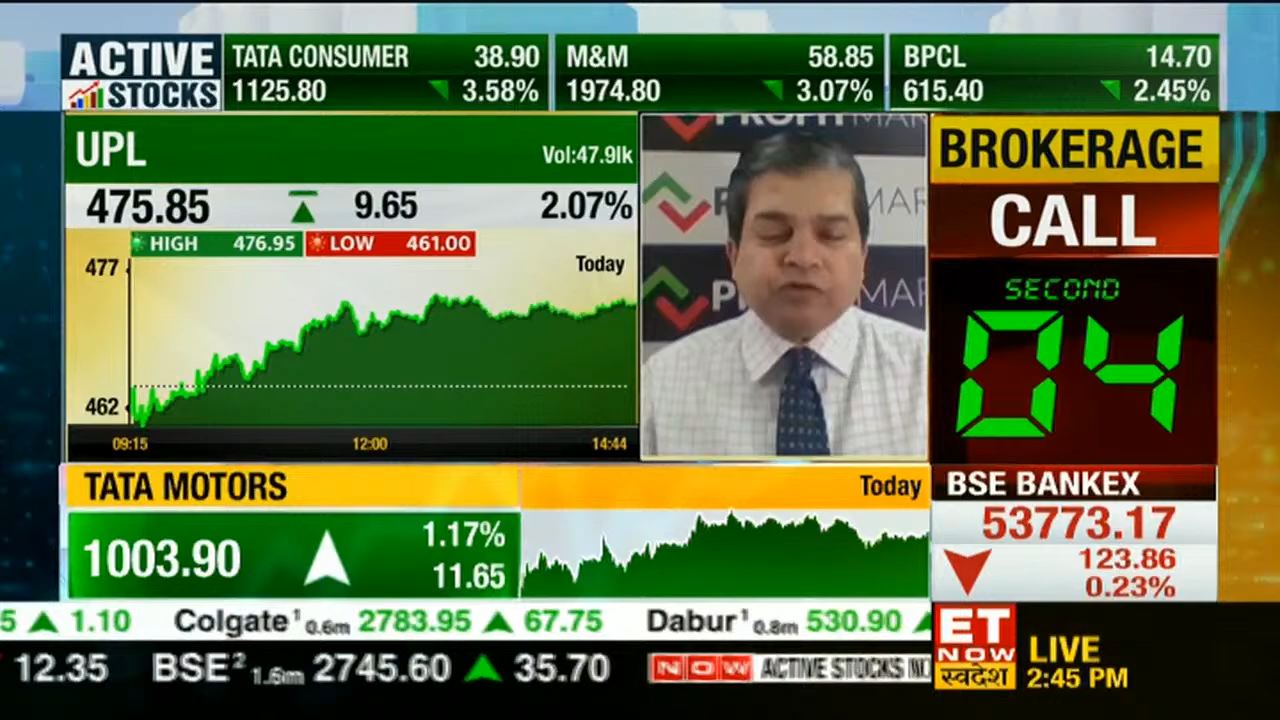 ACTIVE
STOCKS
TATA CONSUMER 38.90
1125.80 3.58%
M&M 58.85
1974.80 3.07%
BPCL 14.70
615.40 2.45%
UPL Vol:47.9lk
475.85 9.65 2.07%
HIGH 476.95 LOW 461.00
Today
477
462
09:15 12:00 14:44
BROKERAGE
CALL
SECOND
04
TATA MOTORS Today
1003.90 1.17%
11.65
BSE BANKEX
53773.17
123.86
0.23%
5 1.10 Colgate¹ 0.6m 2783.95 67.75 Dabur¹ 0.8m 530.90
12.35 BSE² 1.6m 2745.60 35.70 NOW ACTIVE STOCKS
ET
NOW
स्वदेश
LIVE
2:45 PM